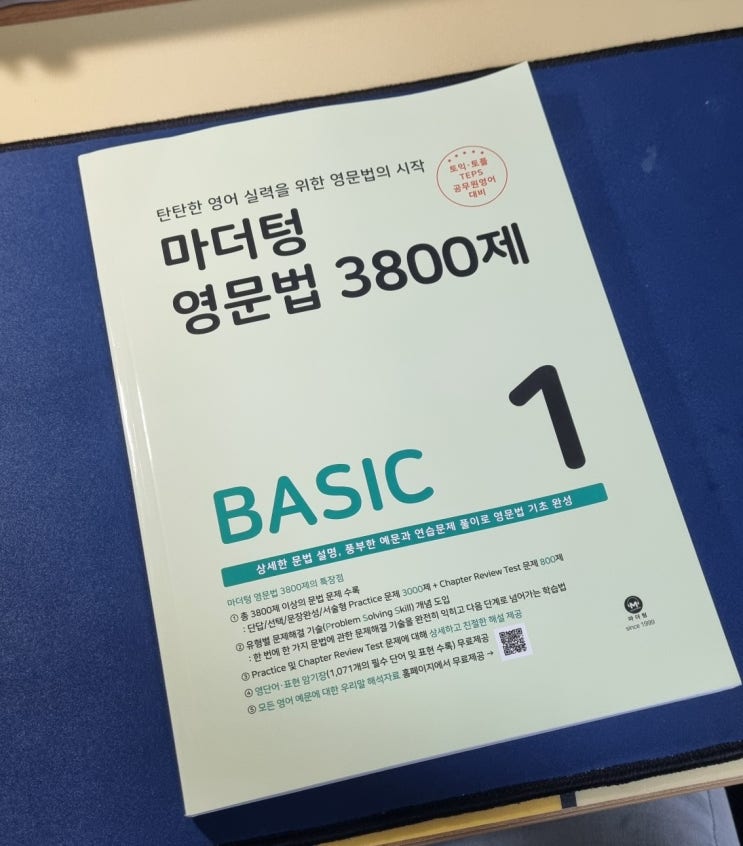 탄탄한 영어 실력을 위한 영문법의 시작
토익·토플
TEPS
공무원영어
대비
마더텅
영문법 3800제
1
BASIC
상세한 문법 설명, 풍부한 예문과 연습문제 풀이로 영문법 기초 완성
마더텅 영문법 3800제의 특장점
① 총 3800제 이상의 문법 문제 수록
: 단답/선택/문장완성/서술형 Practice 문제 3000제 + Chapter Review Test 문제 800제
② 유형별 문제해결 기술(Problem Solving Skill) 개념 도입
: 한 번에 한 가지 문법에 관한 문제해결 기술을 완전히 익히고 다음 단계로 넘어가는 학습법
③ Practice 및 Chapter Review Test 문제에 대해 상세하고 친절한 해설 제공
④ 영단어·표현 암기장(1,071개의 필수 단어 및 표현 수록) 무료제공
⑤ 모든 영어 예문에 대한 우리말 해석자료 홈페이지에서 무료제공 →
마더텅
since 1999